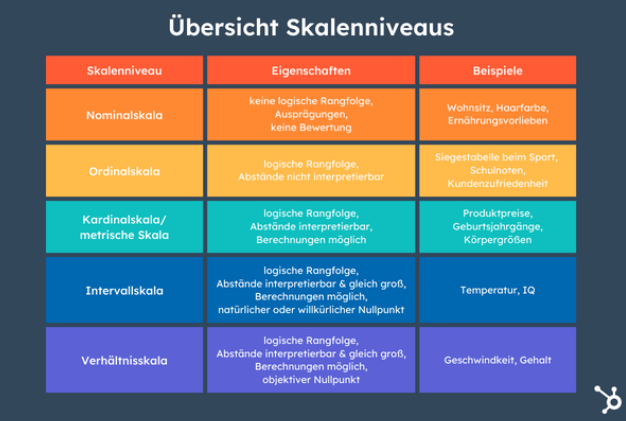 Übersicht Skalenniveaus
Skalenniveau
Eigenschaften
Beispiele
Nominalskala
keine logische Rangfolge,
Ausprägungen,
keine Bewertung
Wohnsitz, Haarfarbe,
Ernährungsvorlieben
Ordinalskala
logische Rangfolge,
Abstände nicht interpretierbar
Siegestabelle beim Sport,
Schulnoten,
Kundenzufriedenheit
Kardinalskala/
metrische Skala
logische Rangfolge,
Abstände interpretierbar,
Berechnungen möglich
Produktpreise,
Geburtsjahrgänge,
Körpergrößen
Intervallskala
logische Rangfolge,
Abstände interpretierbar & gleich groß,
Berechnungen möglich,
natürlicher oder willkürlicher Nullpunkt
Temperatur, IQ
Verhältnisskala
logische Rangfolge,
Abstände interpretierbar & gleich groß,
Berechnungen möglich,
objektiver Nullpunkt
Geschwindkeit, Gehalt